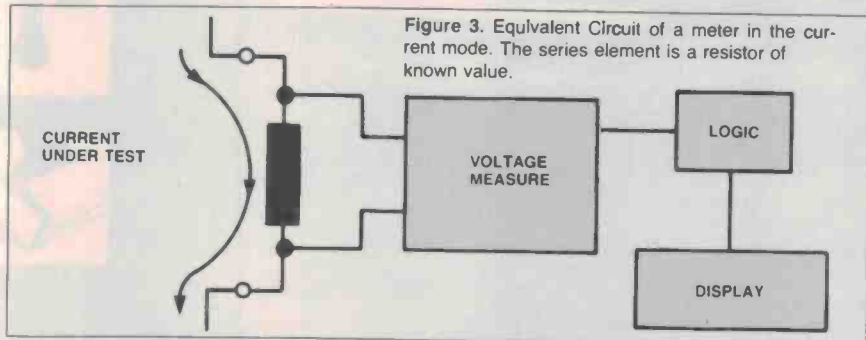 Figure 3. Equivalent Circuit of a meter in the cur-
rent mode. The series element is a resistor of
known value.
CURRENT
UNDER TEST
VOLTAGE
MEASURE
LOGIC
DISPLAY